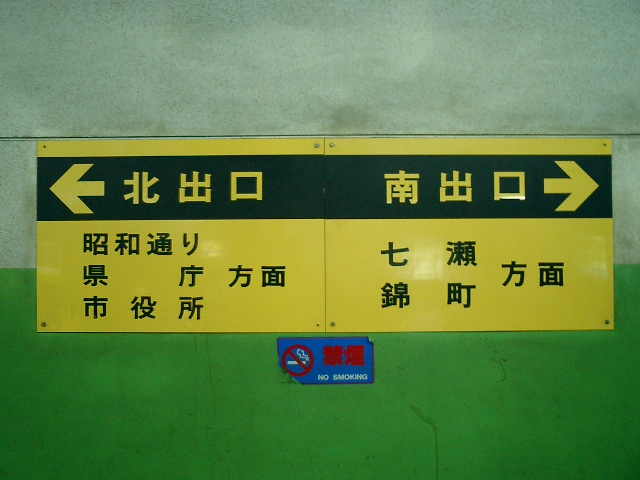 北出口
昭和通り
県庁 方面
市役所
南出口
七瀬
錦町 方面
禁煙
NO SMOKING